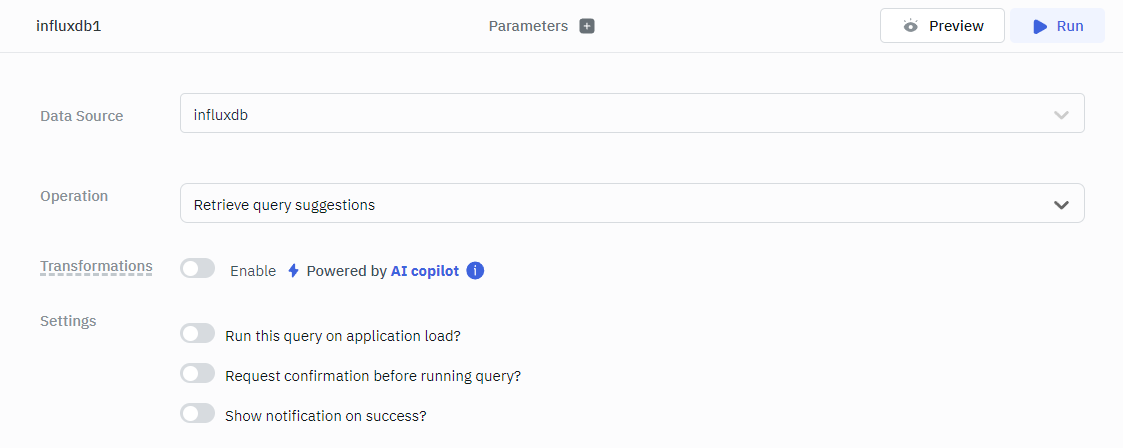 influxdb1
Parameters +
Preview
Run
Data Source
influxdb
Operation
Retrieve query suggestions
Transformations
Enable
Powered by AI copilot i
Settings
Run this query on application load?
Request confirmation before running query?
Show notification on success?